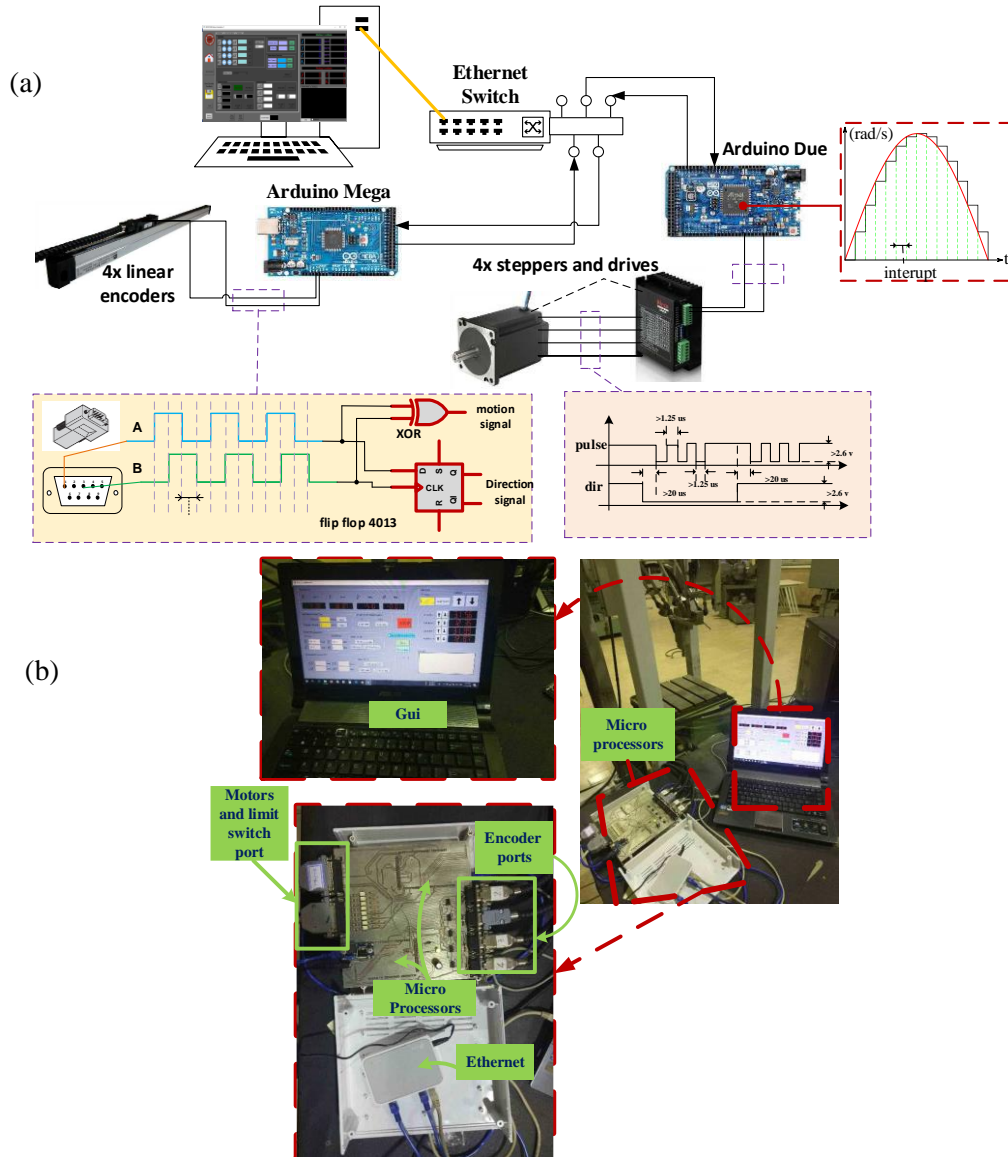 (a)
Ethernet
Switch
Arduino Due
(rad/s)
t
interupt
Arduino Mega
4x linear
encoders
4x steppers and drives
A
B
XOR
motion
signal
D
S
Q
CLK
R
Q|
Direction
signal
flip flop 4013
>1.25 us
pulse
>2.6 v
>20 us
>1.25 us
>20 us
dir
>2.6 v
(b)
Gui
Micro
processors
Motors
and limit
switch
port
Encoder
ports
Micro
Processors
Ethernet